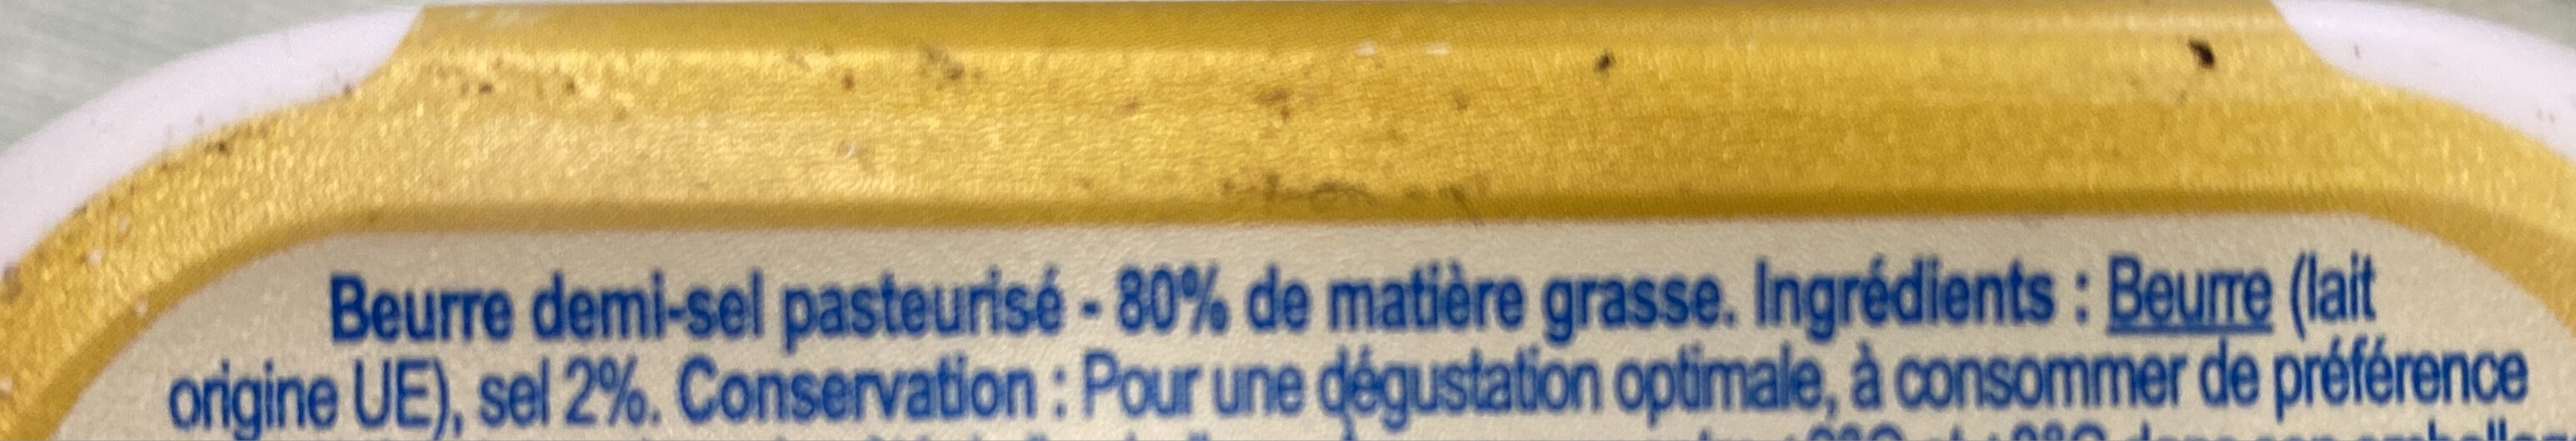 Beurre demi-sel pasteurisé - 80% de matière grasse. Ingrédients : Beurre (lait
origine UE), sel 2%. Conservation : Pour une dégustation optimale, à consommer de préférence